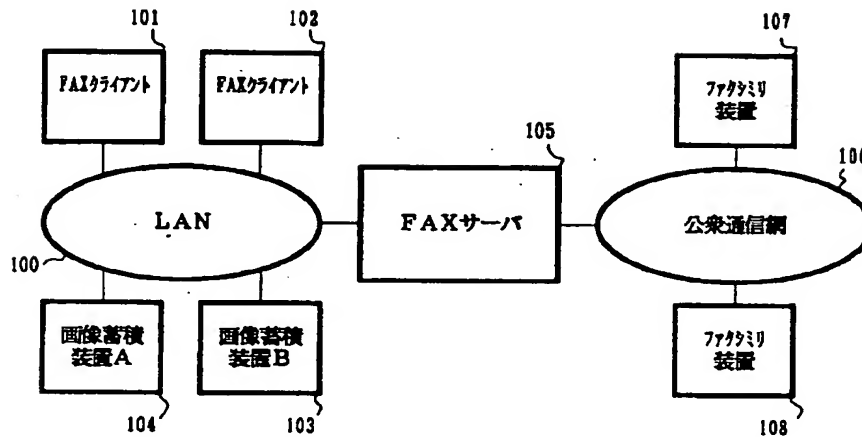 101
102
107
FAXクライアント
FAXクライアント
ファクシミリ
装置
105
LAN
FAXサーバ
公衆通信網
100
画像蓄積
装置A
画像蓄積
装置B
ファクシミリ
装置
104
103
108